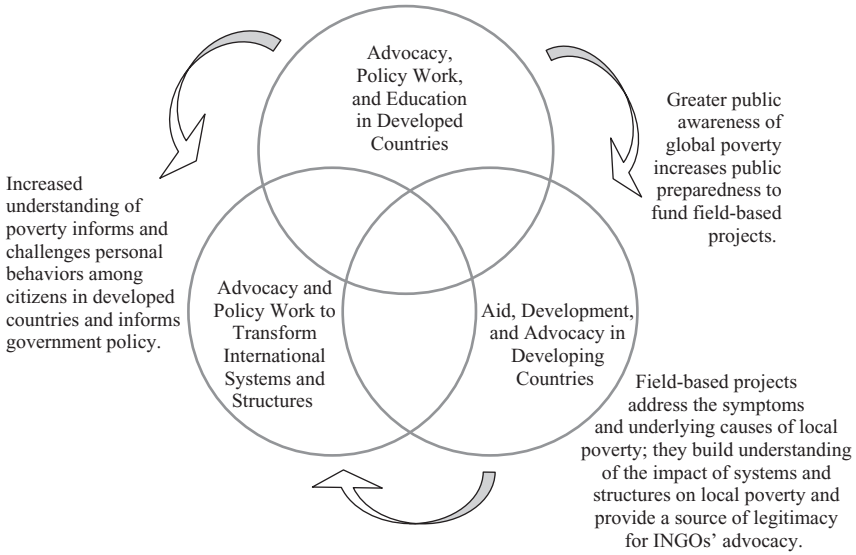 Advocacy,
Policy Work,
and Education
in Developed
Countries
Greater public
awareness of
global poverty
increases public
preparedness to
fund field-based
projects.
Increased
understanding of
poverty informs and
challenges personal
behaviors among
citizens in developed
countries and informs
government policy.
Advocacy and
Policy Work to
Transform
International
Systems and
Structures
Aid, Development,
and Advocacy in
Developing
Countries
Field-based projects
address the symptoms
and underlying causes of local
poverty; they build understanding
of the impact of systems and
structures on local poverty and
provide a source of legitimacy
for INGOs’ advocacy.